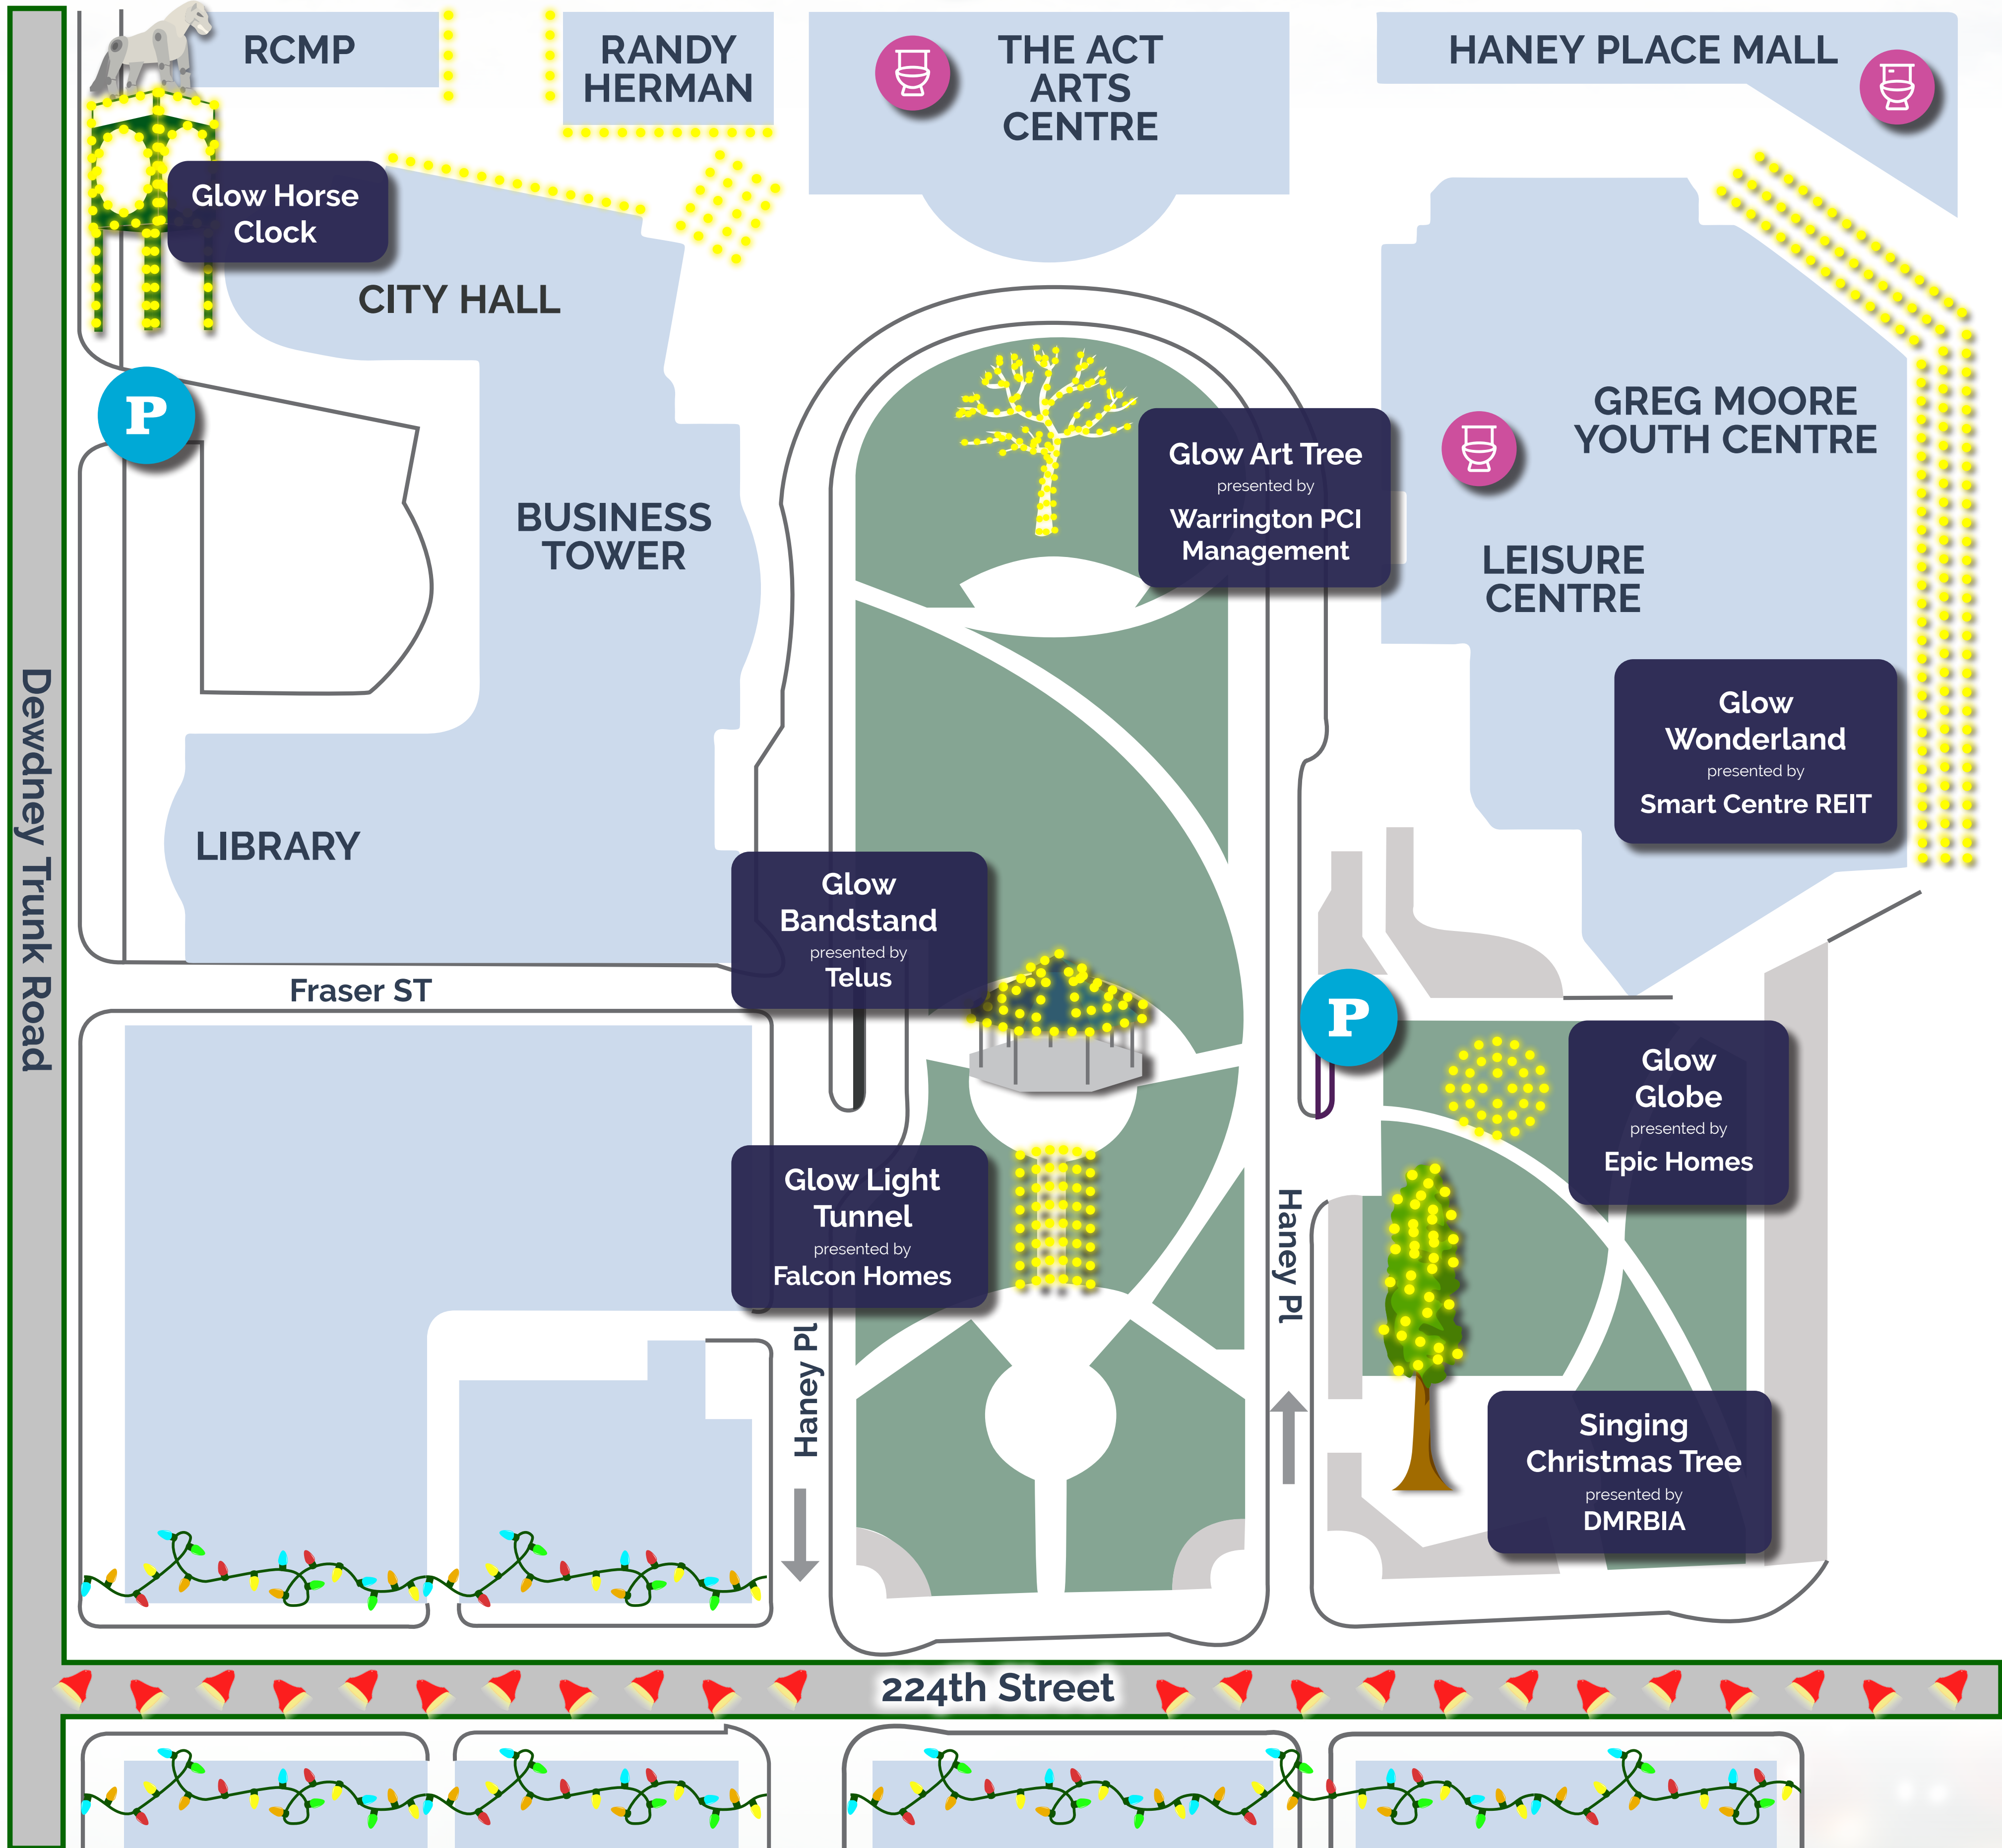 RCMP
RANDY
HERMAN
THE ACT
ARTS
CENTRE
HANEY PLACE MALL
Glow Horse
Clock
CITY HALL
P
BUSINESS
TOWER
Glow Art Tree
presented by
Warrington PCI
Management
GREG MOORE
YOUTH CENTRE
LEISURE
CENTRE
Glow
Wonderland
presented by
Smart Centre REIT
Dewdney Trunk Road
LIBRARY
Glow
Bandstand
presented by
Telus
Fraser ST
P
Glow
Globe
presented by
Epic Homes
Glow Light
Tunnel
presented by
Falcon Homes
Haney Pl
Haney Pl
Singing
Christmas Tree
presented by
DMRBIA
224th Street